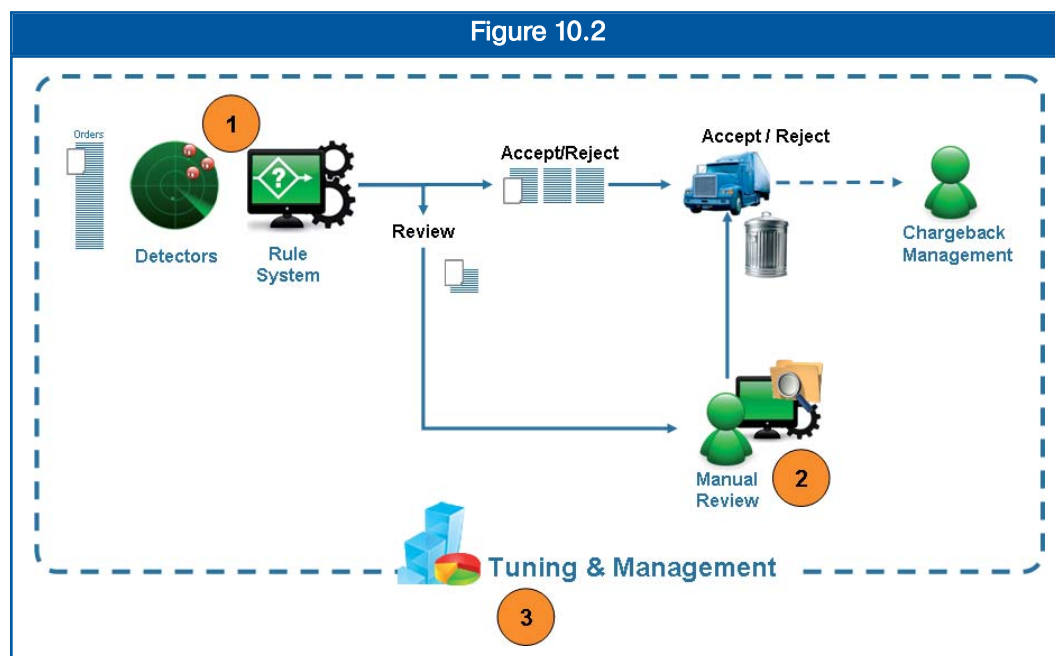 Figure 10.2
Orders
1
Detectors
Rule
System
?
Accept/Reject
Review
Accept / Reject
Chargeback
Management
Manual
Review
2
Tuning & Management
3